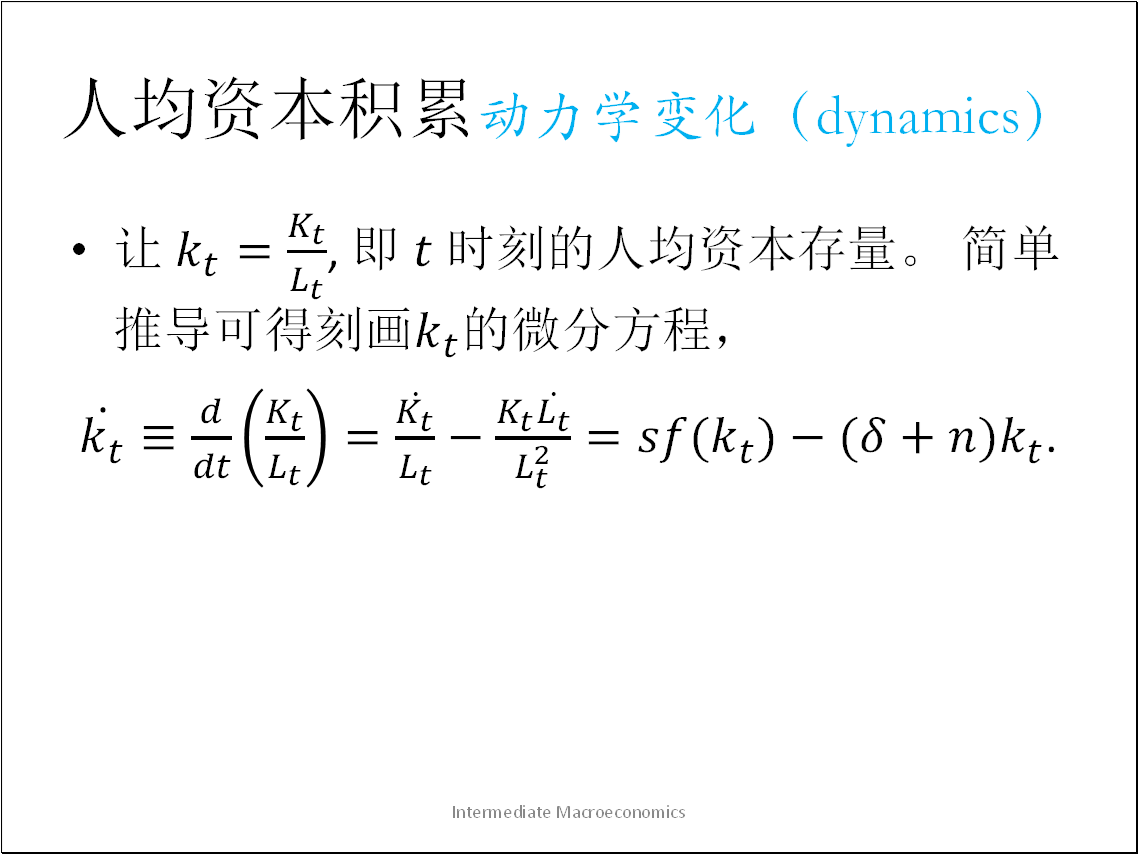 人均资本积累动力学变化（dynamics）
• 让 $k_t = \frac{K_t}{L_t}$, 即 $t$ 时刻的人均资本存量。 简单
推导可得刻画$k_t$的微分方程，
$\dot{k_t} \equiv \frac{d}{dt}\left(\frac{K_t}{L_t}\right) = \frac{\dot{K_t}}{L_t} - \frac{K_t \dot{L_t}}{L_t^2} = sf(k_t) - (\delta + n)k_t.$
Intermediate Macroeconomics